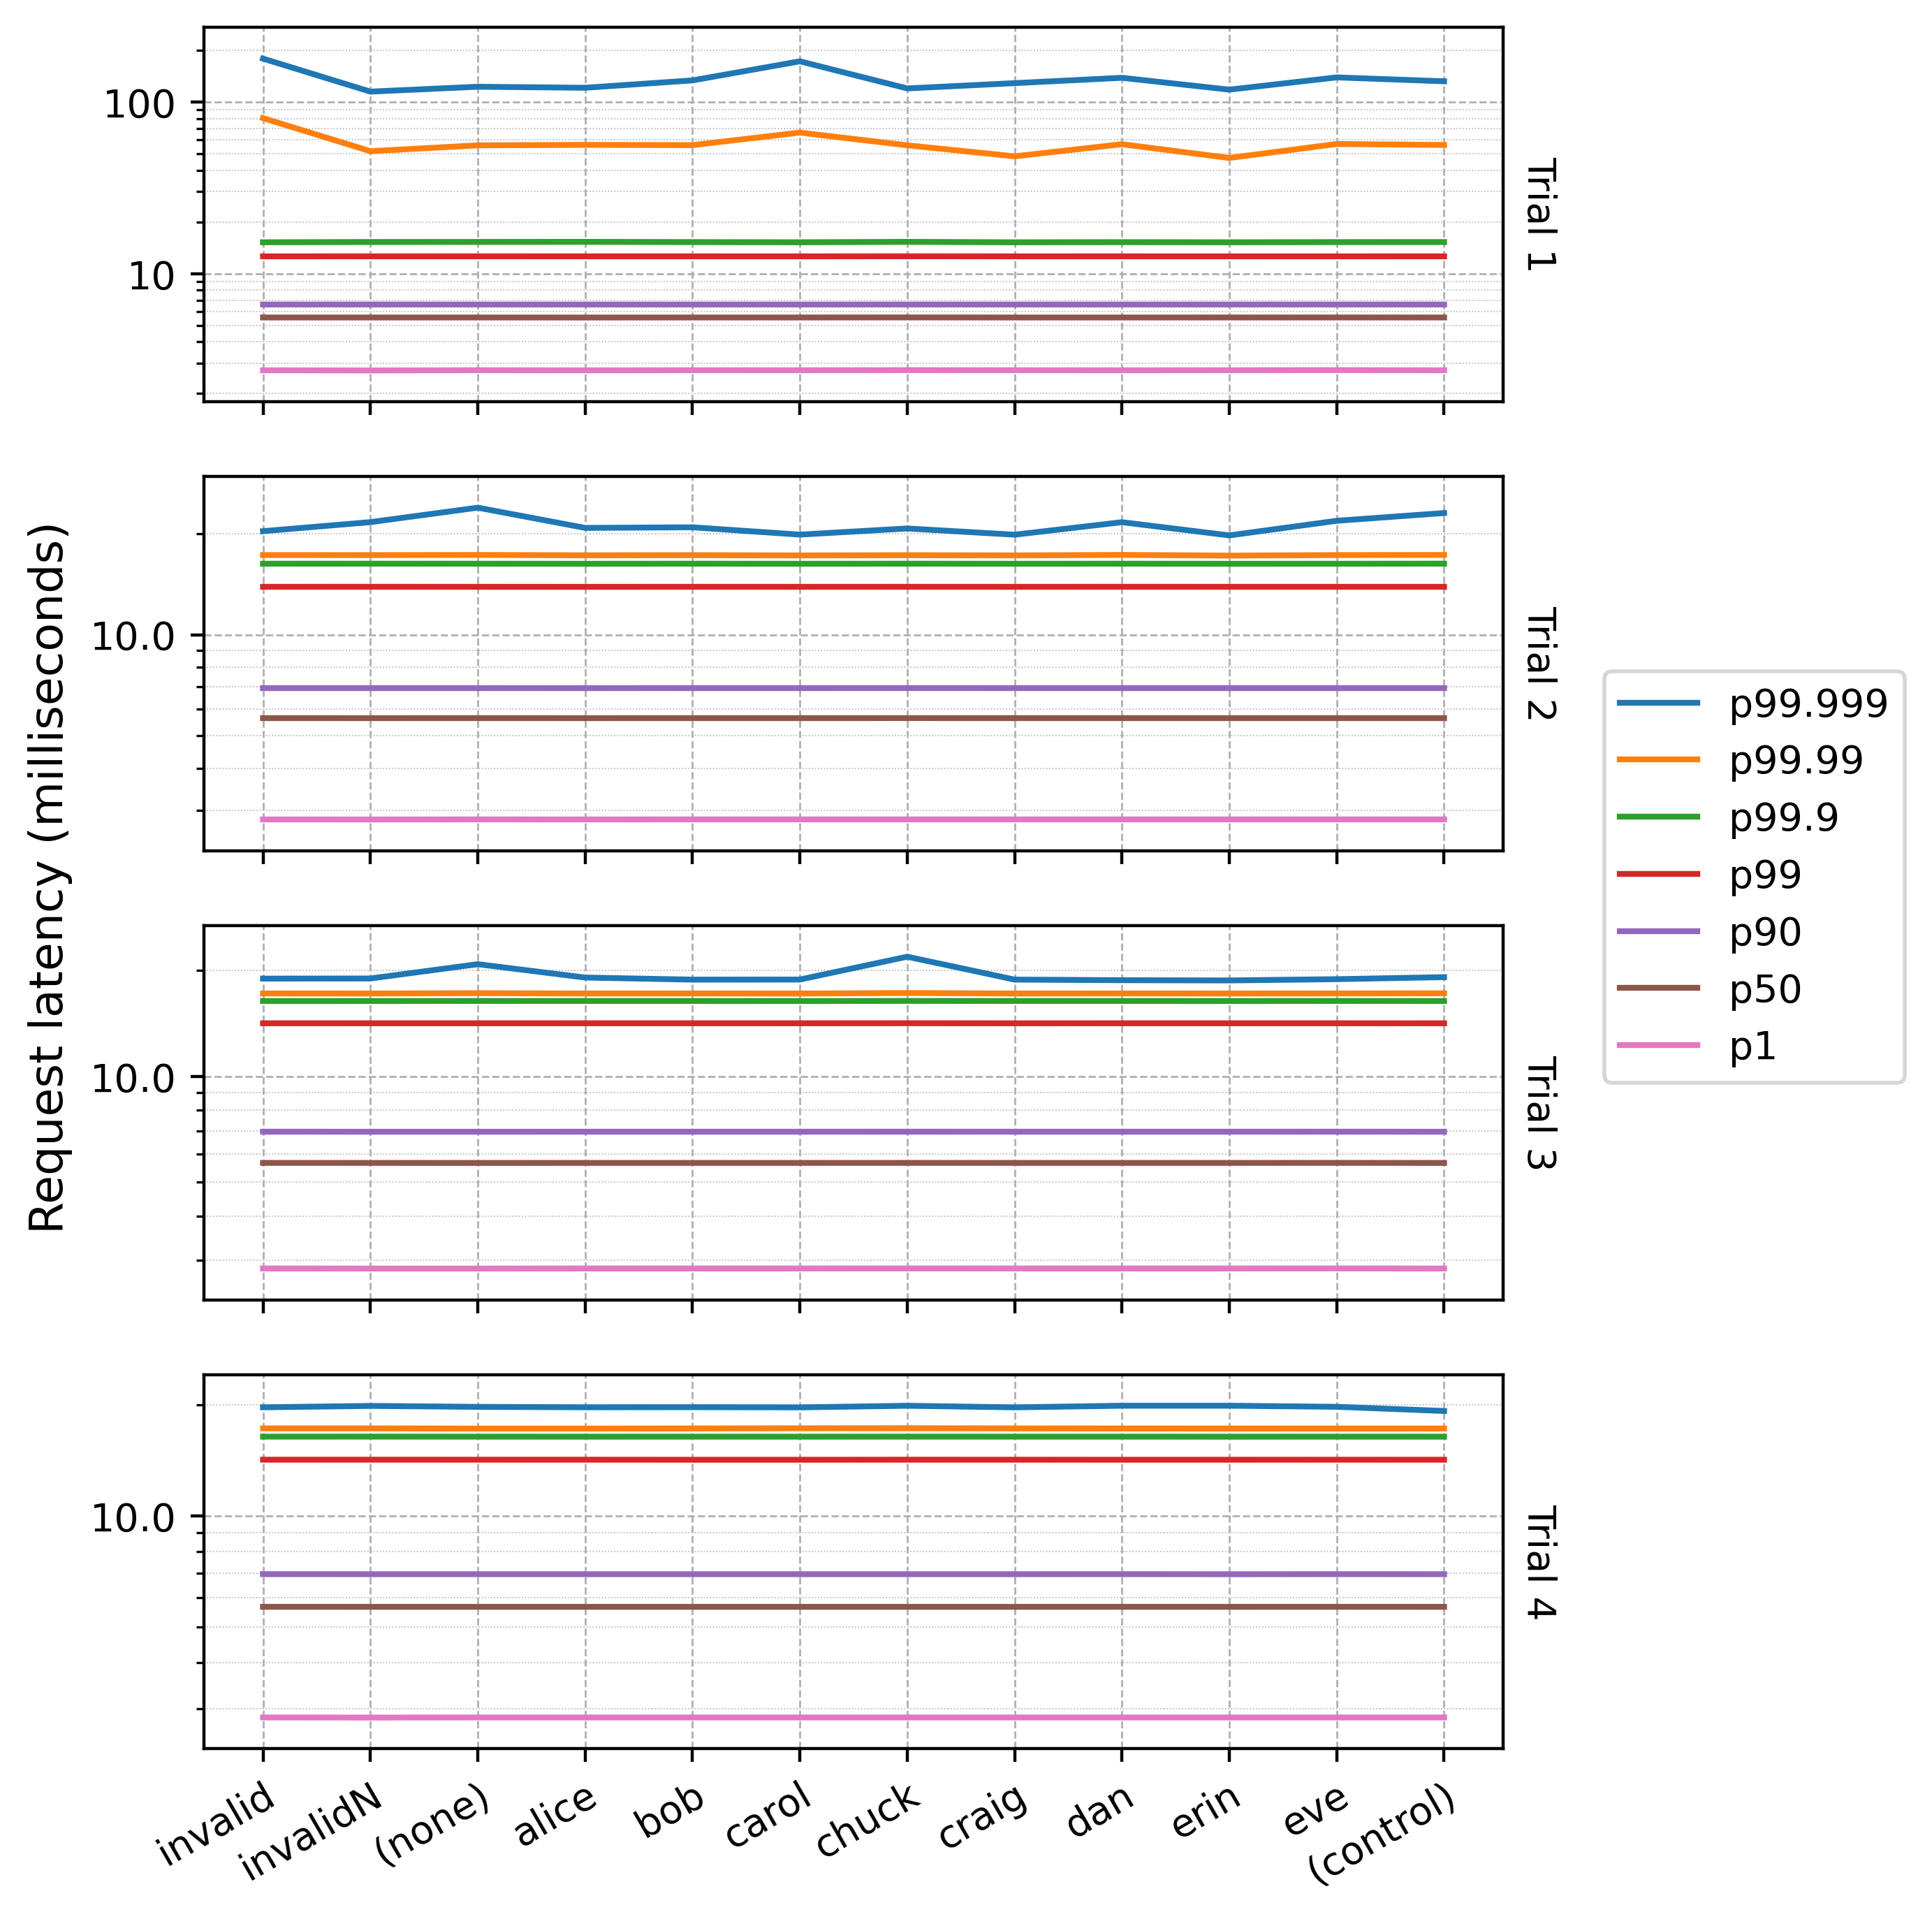 Request latency (milliseconds)
100
10
Trial 1
10.0
Trial 2
10.0
Trial 3
10.0
Trial 4
invalid
invalidN
(none)
alice
bob
carol
chuck
craig
dan
erin
eve
(control)
p99.999
p99.99
p99.9
p99
p90
p50
p1